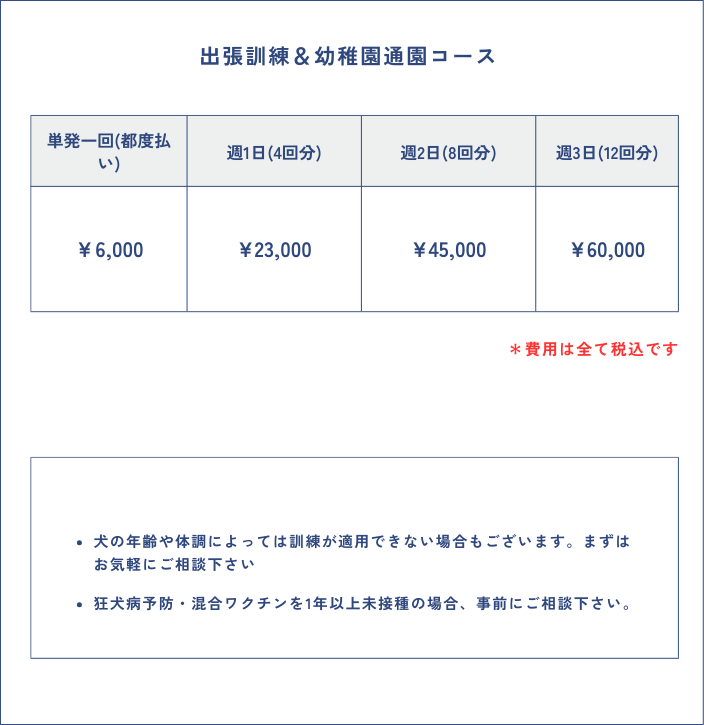 出張訓練＆幼稚園通園コース
単発一回(都度払
い)
週1日(4回分)
週2日(8回分)
週3日(12回分)
￥6,000
￥23,000
￥45,000
￥60,000
＊費用は全て税込です
• 犬の年齢や体調によっては訓練が適用できない場合もございます。まずは
お気軽にご相談下さい
• 狂犬病予防・混合ワクチンを1年以上未接種の場合、事前にご相談下さい。